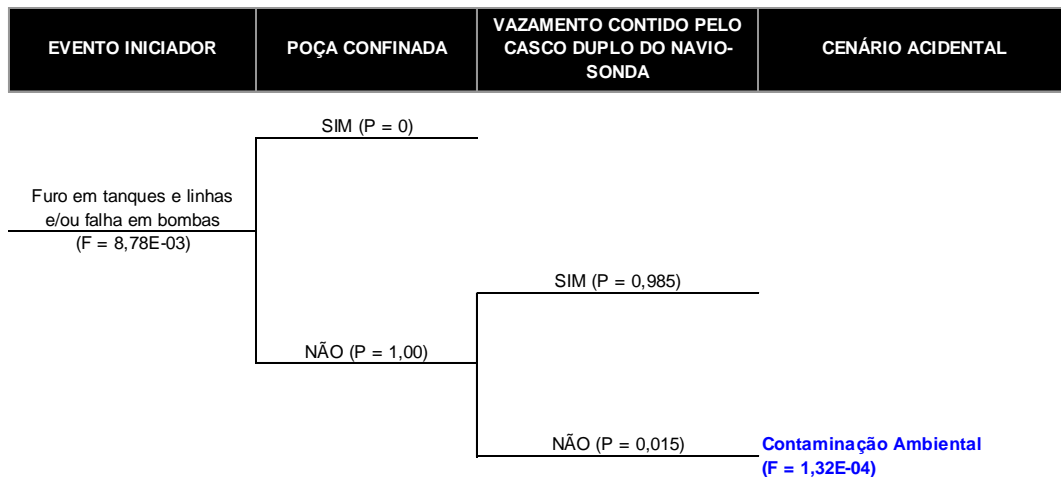 EVENTO INICIADOR
POÇA CONFINADA
VAZAMENTO CONTIDO PELO
CASCO DUPLO DO NAVIO-
SONDA
CENÁRIO ACIDENTAL
SIM (P = 0)
Furo em tanques e linhas
e/ou falha em bombas
(F = 8,78E-03)
SIM (P = 0,985)
NÃO (P = 1,00)
NÃO (P = 0,015)
Contaminação Ambiental
(F = 1,32E-04)